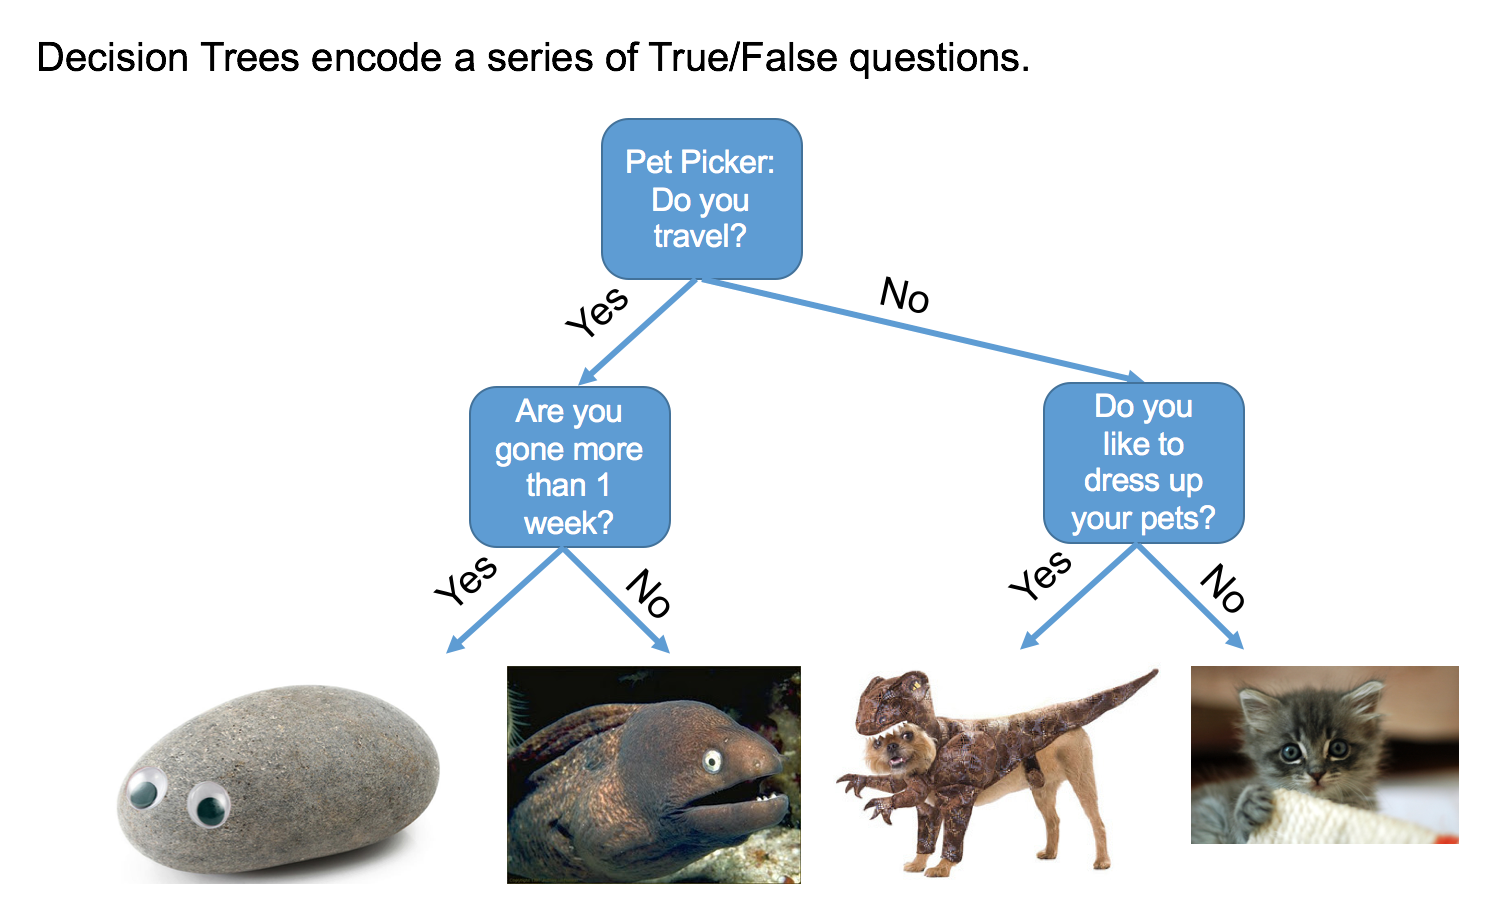 Decision Trees encode a series of True/False questions.
Pet Picker:
Do you
travel?
Yes
No
Are you
gone more
than 1
week?
Do you
like to
dress up
your pets?
Yes
No
Yes
No